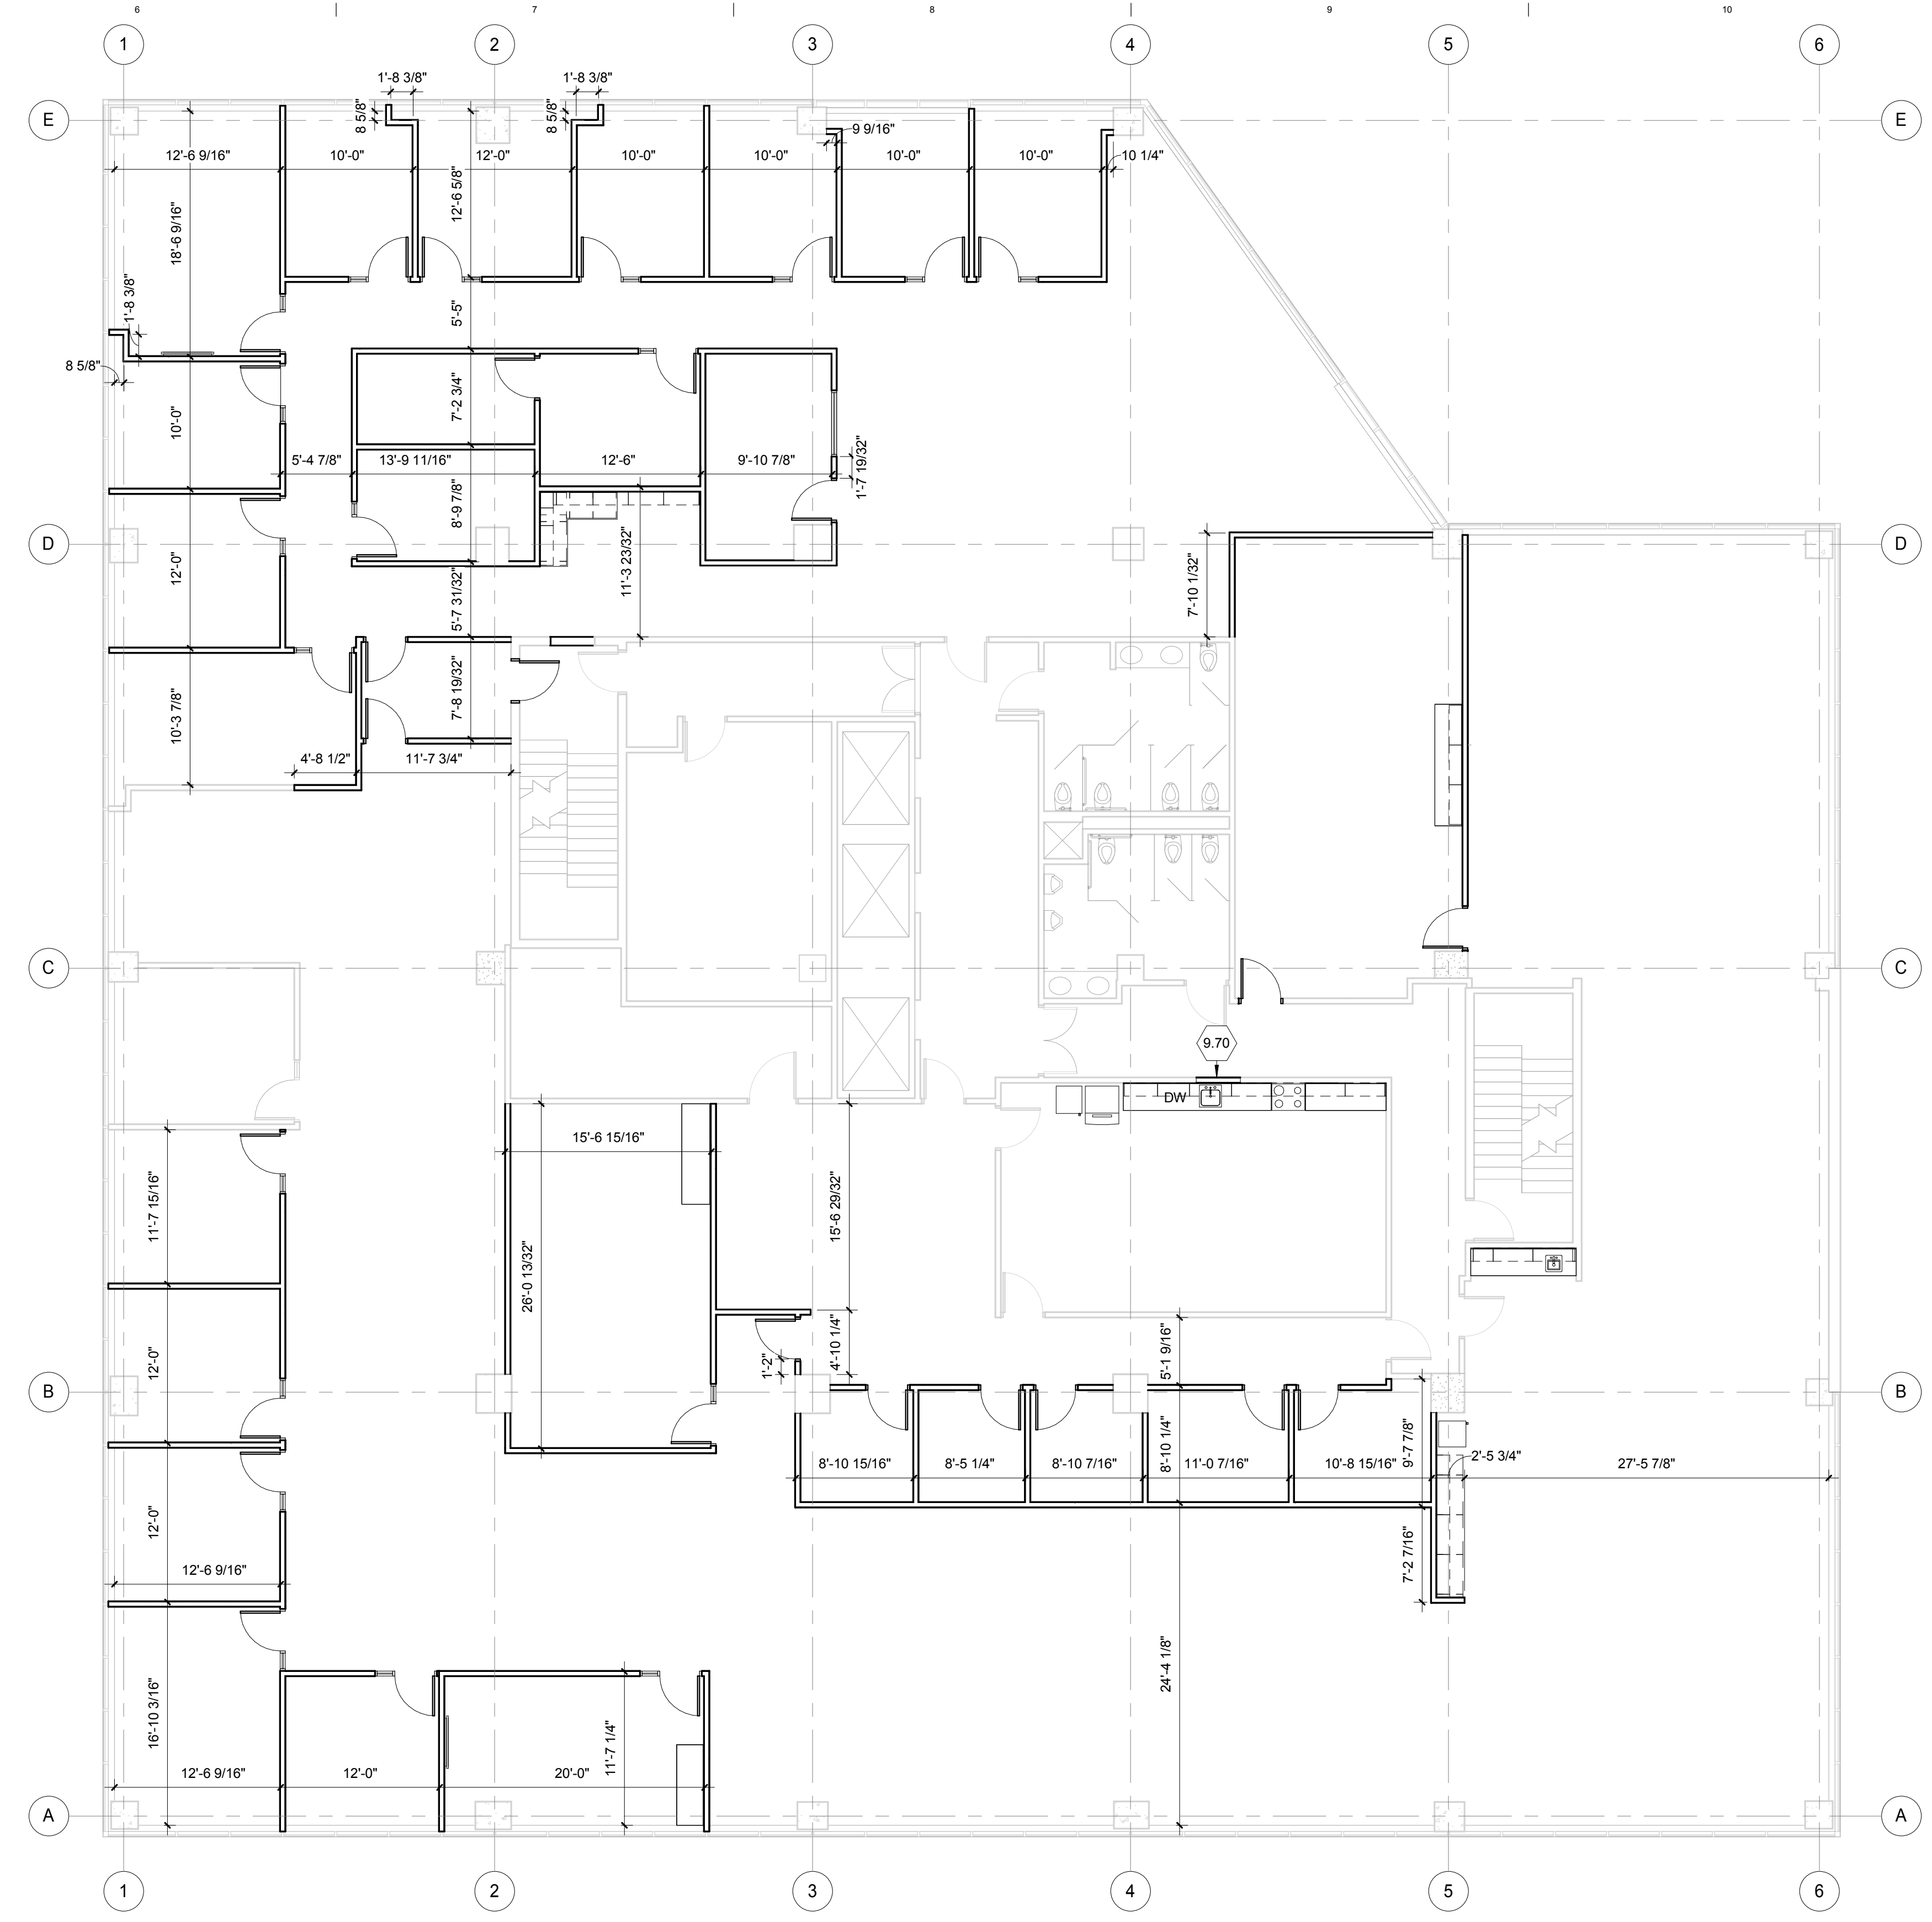 6 7 8 9 10
1 2 3 4 5 6
1'-8 3/8" 1'-8 3/8"
E 8 5/8" 8 5/8" 9 9/16" E
12'-6 9/16" 10'-0" 12'-0" 10'-0" 10'-0" 10'-0" 10'-0" 10 1/4"
12'-6 5/8"
18'-6 9/16"
1'-8 3/8"
5'-5"
8 5/8"
7'-2 3/4"
10'-0"
5'-4 7/8" 13'-9 11/16" 12'-6" 9'-10 7/8"
1'-7 19/32"
8'-9 7/8"
D D
11'-3 23/32"
12'-0"
7'-10 1/32"
5'-7 31/32"
7'-8 19/32"
10'-3 7/8"
4'-8 1/2" 11'-7 3/4"
C C
9.70
DW
15'-6 15/16"
11'-7 15/16"
15'-6 29/32"
26'-0 13/32"
12'-0"
4'-10 1/4"
5'-1 9/16"
1'-2"
B B
8'-10 1/4"
9'-7 7/8"
2'-5 3/4"
8'-10 15/16" 8'-5 1/4" 8'-10 7/16" 11'-0 7/16" 10'-8 15/16" 27'-5 7/8"
12'-0"
12'-6 9/16"
7'-2 7/16"
24'-4 1/8"
16'-10 3/16"
11'-7 1/4"
12'-6 9/16" 12'-0" 20'-0"
A A
1 2 3 4 5 6